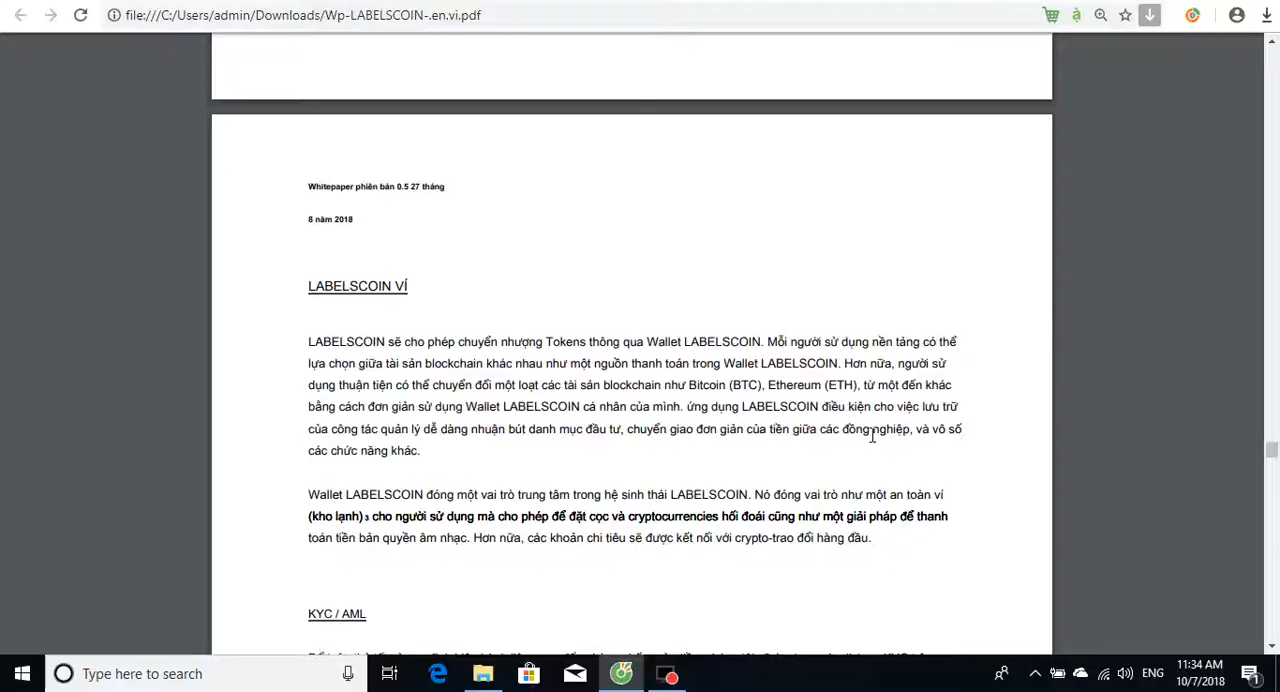 file:///C:/Users/admin/Downloads/Wp-LABELSCOIN-.en.vi.pdf
Whitepaper phiên bản 0.5 27 tháng
8 năm 2018
LABELSCOIN VÍ
LABELSCOIN sẽ cho phép chuyển nhượng Tokens thông qua Wallet LABELSCOIN. Mỗi người sử dụng nền tảng có thể
lựa chọn giữa tài sản blockchain khác nhau như một nguồn thanh toán trong Wallet LABELSCOIN. Hơn nữa, người sử
dụng thuận tiện có thể chuyển đổi một loạt các tài sản blockchain như Bitcoin (BTC), Ethereum (ETH), từ một đến khác
bằng cách đơn giản sử dụng Wallet LABELSCOIN cá nhân của mình. ứng dụng LABELSCOIN điều kiện cho việc lưu trữ
của công tác quản lý dễ dàng nhuận bút danh mục đầu tư, chuyển giao đơn giản của tiền giữa các đồng nghiệp, và vô số
các chức năng khác.
Wallet LABELSCOIN đóng một vai trò trung tâm trong hệ sinh thái LABELSCOIN. Nó đóng vai trò như một an toàn ví
(kho lạnh) 3 cho người sử dụng mà cho phép để đặt cọc và cryptocurrencies hối đoái cũng như một giải pháp để thanh
toán tiền bản quyền âm nhạc. Hơn nữa, các khoản chi tiêu sẽ được kết nối với crypto-trao đổi hàng đầu.
KYC / AML
Type here to search
ENG
11:34 AM
10/7/2018
1